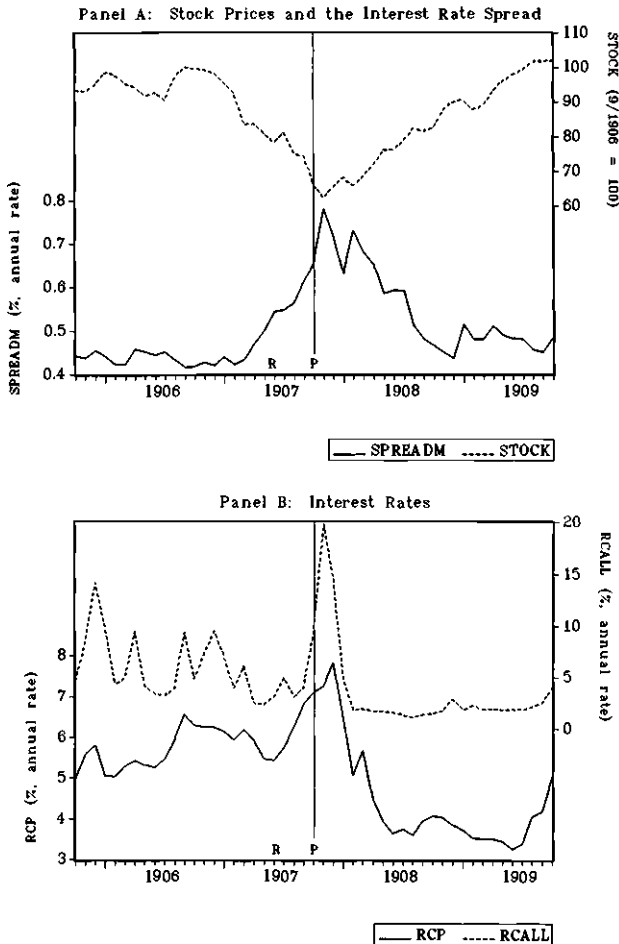 Panel A: Stock Prices and the Interest Rate Spread
SPREADM (%, annual rate)
0.8
0.7
0.6
0.5
0.4
STOCK (9/1906 = 100)
110
100
90
80
70
60
R P
1906 1907 1908 1909
SPREADM STOCK
Panel B: Interest Rates
RCP (%, annual rate)
8
7
6
5
4
3
RCALL (%, annual rate)
20
15
10
5
0
R P
1906 1907 1908 1909
RCP RCALL